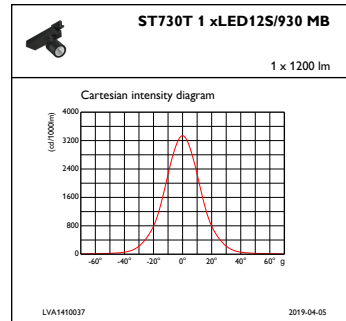 ST730T 1 xLED12S/930 MB
1 x 1200 lm
Cartesian intensity diagram
(cd/1000lm)
4000
3200
2400
1600
800
0
-60° -40° -20° 0° 20° 40° 60° g
LVA1410037 2019-04-05